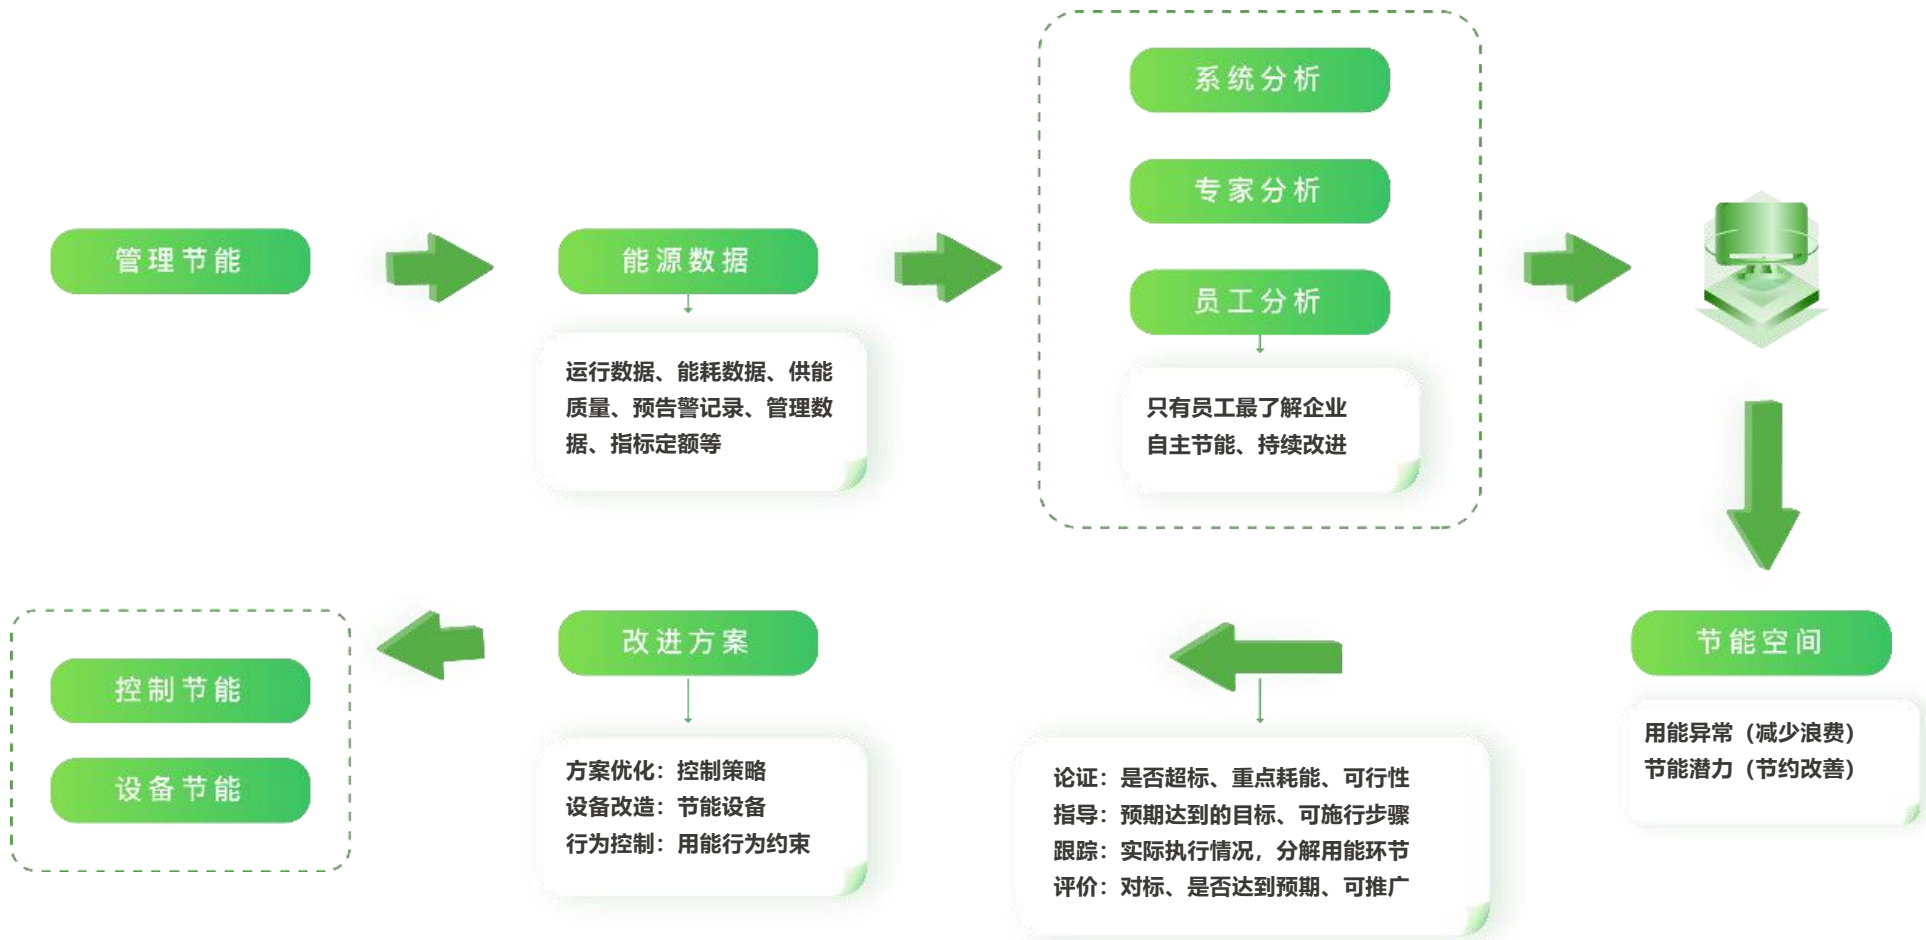 系统分析
专家分析
管理节能
能源数据
员工分析
运行数据、能耗数据、供能
质量、预告警记录、管理数
据、指标定额等
只有员工最了解企业
自主节能、持续改进
节能空间
用能异常（减少浪费）
节能潜力（节约改善）
论证：是否超标、重点耗能、可行性
指导：预期达到的目标、可施行步骤
跟踪：实际执行情况，分解用能环节
评价：对标、是否达到预期、可推广
改进方案
方案优化：控制策略
设备改造：节能设备
行为控制：用能行为约束
控制节能
设备节能